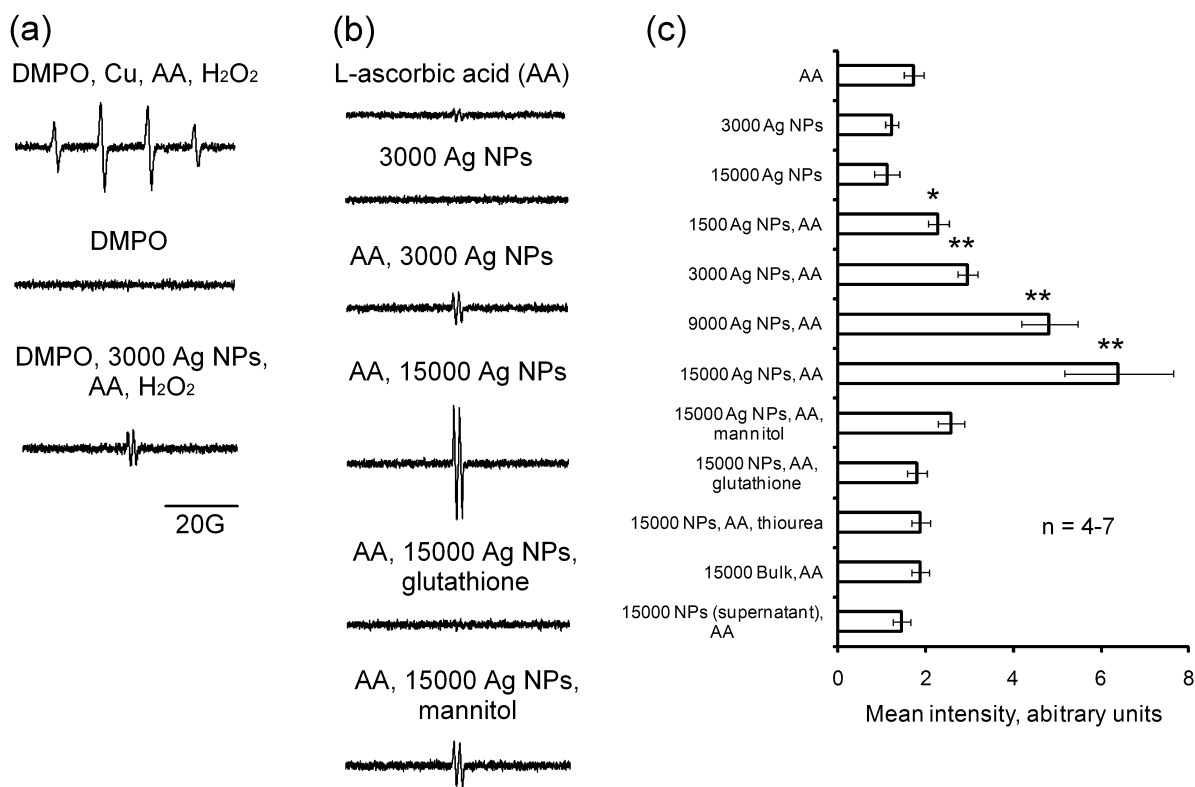 (a)
DMPO, Cu, AA, H2O2
DMPO
DMPO, 3000 Ag NPs,
AA, H2O2
20G
(b)
L-ascorbic acid (AA)
3000 Ag NPs
AA, 3000 Ag NPs
AA, 15000 Ag NPs
AA, 15000 Ag NPs,
glutathione
AA, 15000 Ag NPs,
mannitol
(c)
AA
3000 Ag NPs
15000 Ag NPs
*
1500 Ag NPs, AA
**
3000 Ag NPs, AA
**
9000 Ag NPs, AA
**
15000 Ag NPs, AA
15000 Ag NPs, AA,
mannitol
15000 NPs, AA,
glutathione
15000 NPs, AA, thiourea
n = 4-7
15000 Bulk, AA
15000 NPs (supernatant),
AA
0 2 4 6 8
Mean intensity, abitrary units